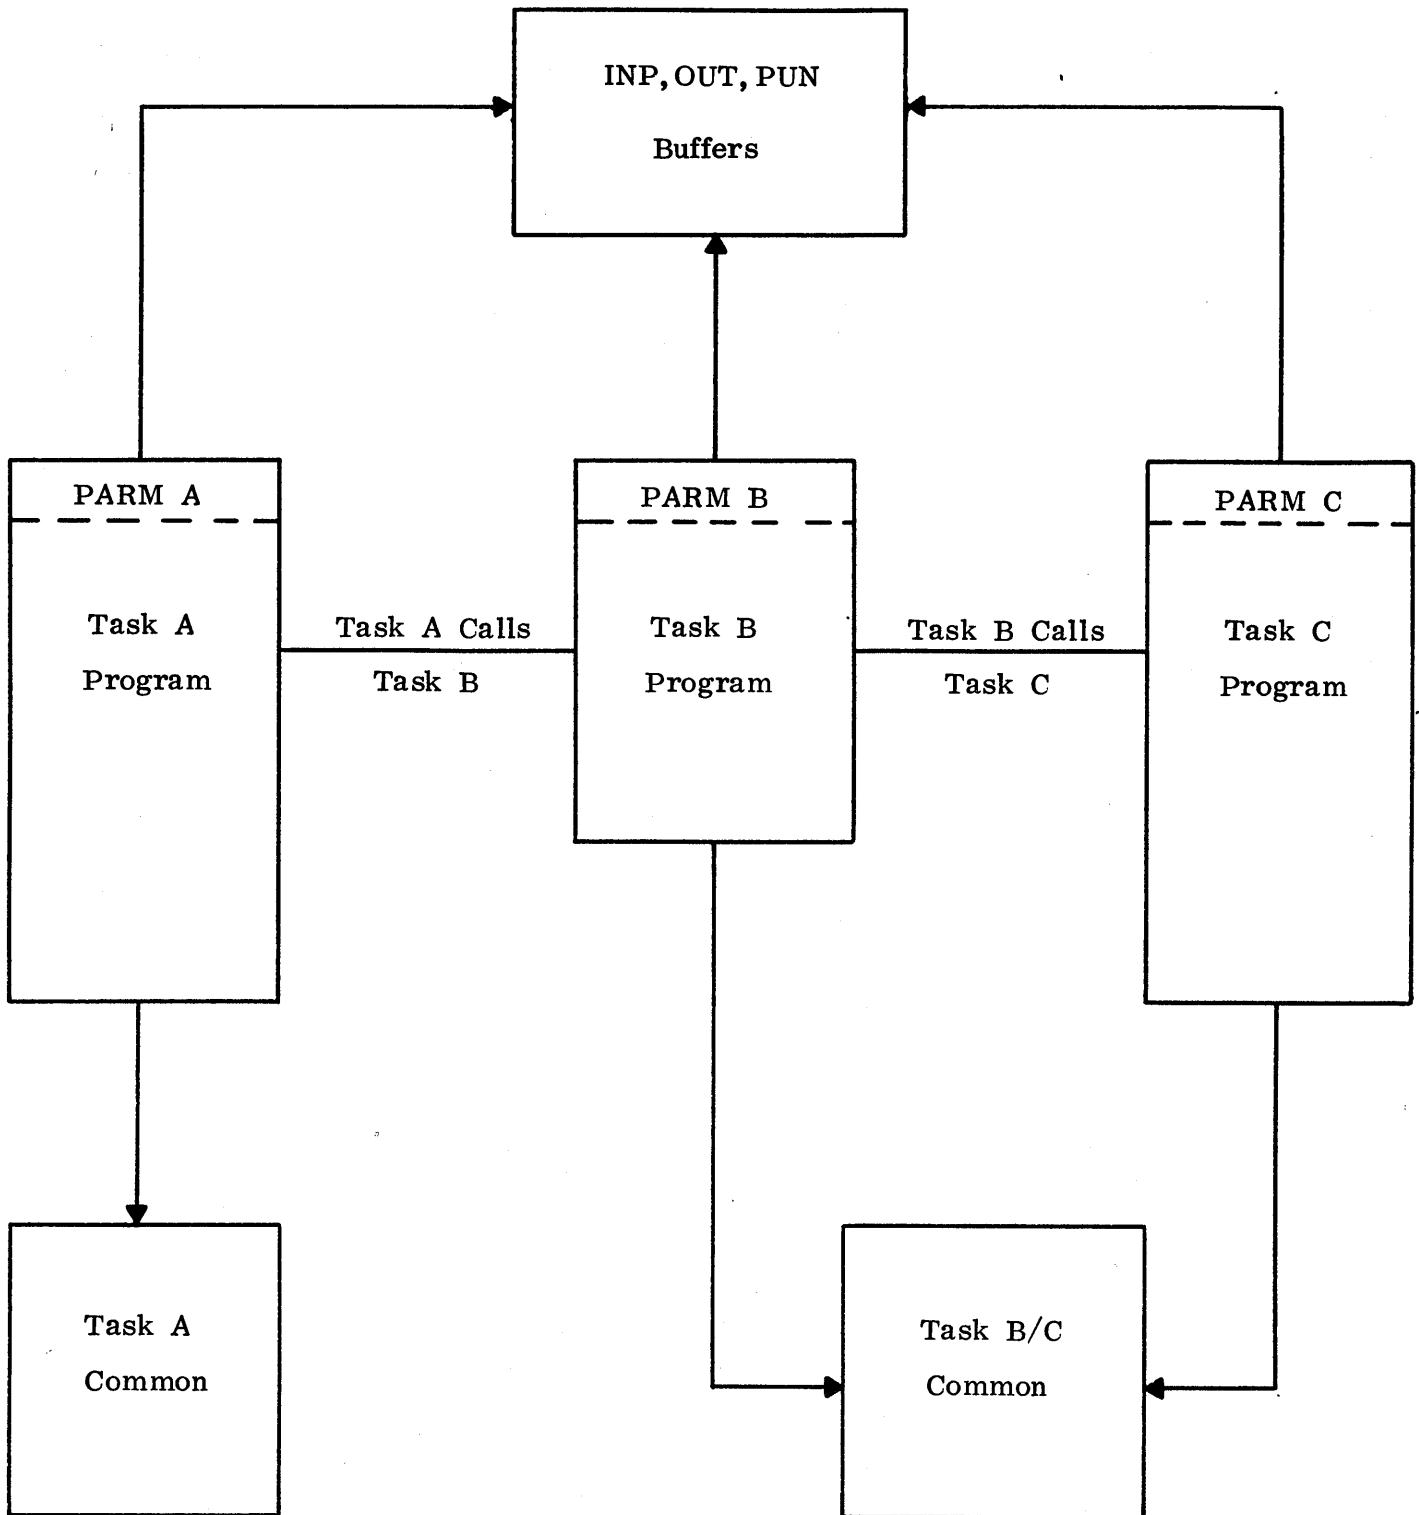 INP, OUT, PUN
Buffers
PARM A
PARM B
PARM C
Task A
Program
Task A Calls
Task B
Task B
Program
Task B Calls
Task C
Task C
Program
Task A
Common
Task B/C
Common